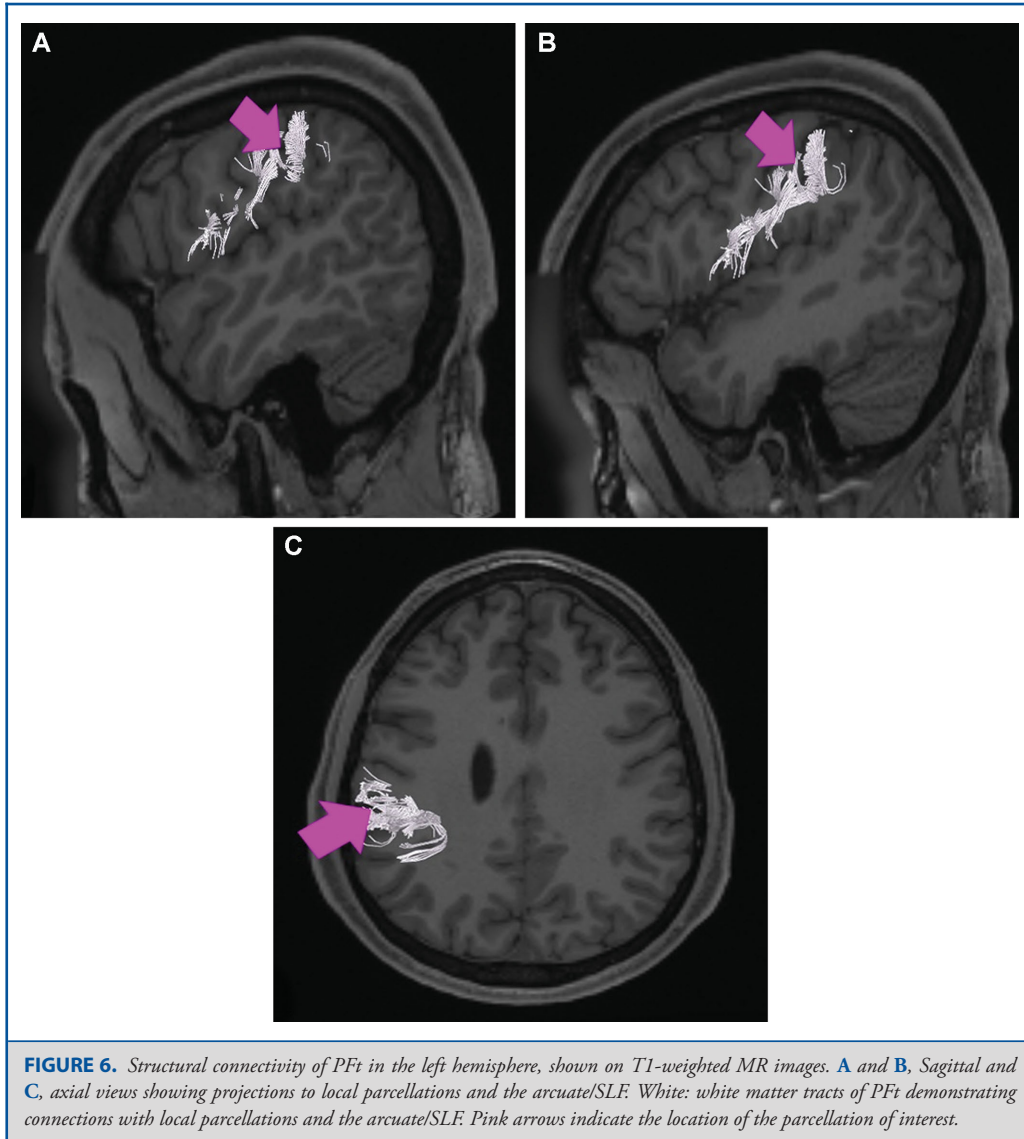 A
B
C
FIGURE 6. Structural connectivity of PFt in the left hemisphere, shown on T1-weighted MR images. A and B, Sagittal and
C, axial views showing projections to local parcellations and the arcuate/SLF. White: white matter tracts of PFt demonstrating
connections with local parcellations and the arcuate/SLF. Pink arrows indicate the location of the parcellation of interest.